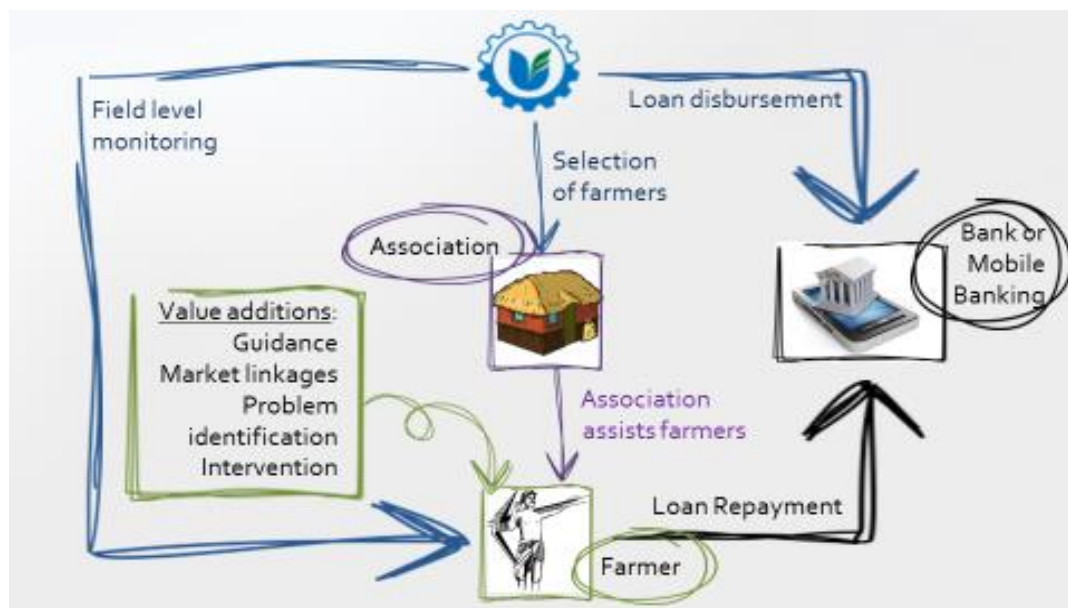 Field level
monitoring
Loan disbursement
Selection
of farmers
Association
Bank or
Mobile
Banking
Value additions:
Guidance
Market linkages
Problem
identification
Intervention
Association
assists farmers
Loan Repayment
Farmer